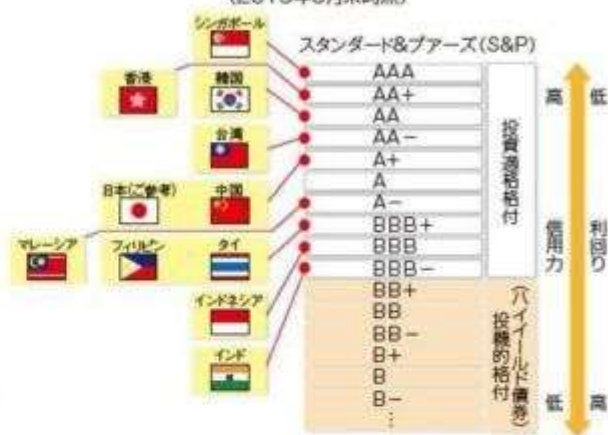 シンガポール
スタンダード&プアーズ(S&P)
香港
韓国
台湾
日本(ご参考)
中国
マレーシア
フィリピン
タイ
インドネシア
インド
AAA
AA+
AA
AA-
A+
A
A-
BBB+
BBB
BBB-
BB+
BB
BB-
B+
B
B-
⋮
投資適格格付
(ハイイールド債券)
投機的格付
高
信用力
低
低
利回り
高